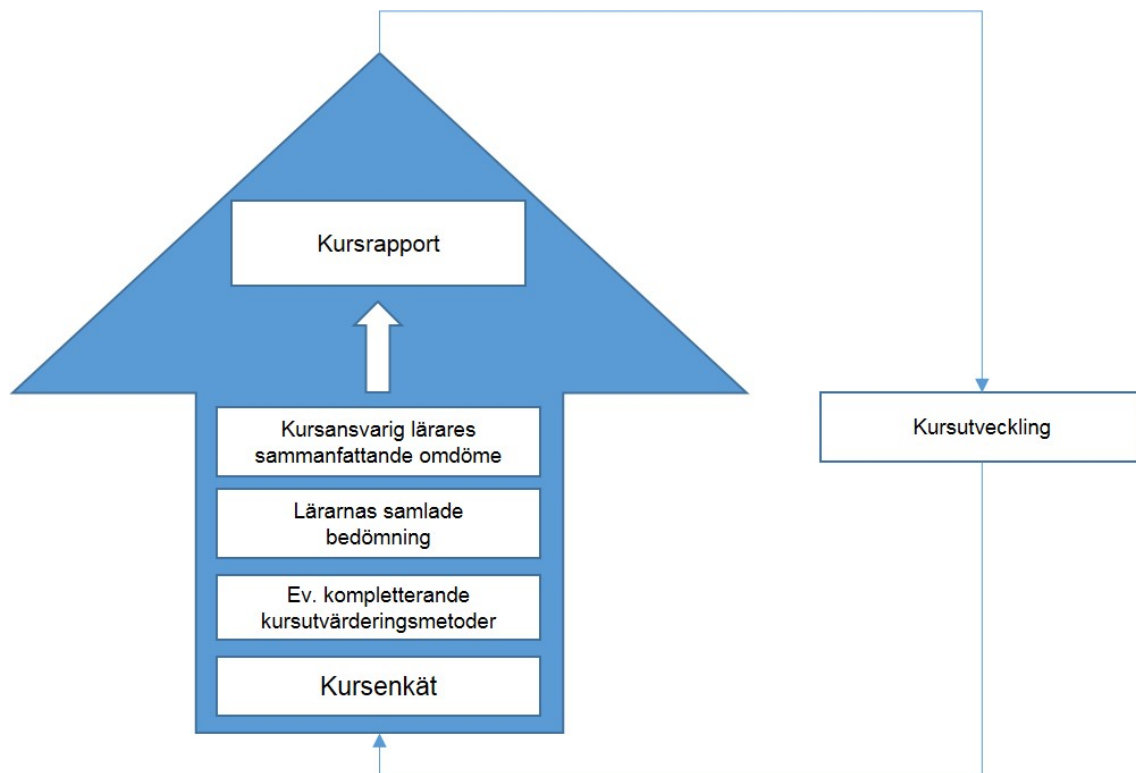 Kursrapport
Kursansvarig lärares
sammanfattande omdöme
Lärarnas samlade
bedömning
Ev. kompletterande
kursutvärderingsmetoder
Kursenkät
Kursutveckling